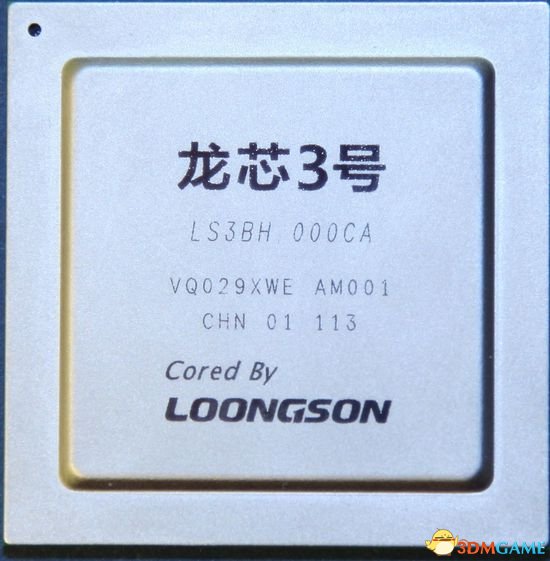 龙芯3号
LS3BH 000CA
VQ029XWE AM001
CHN 01 113
Cored By
LOONGSON
3DMGAME